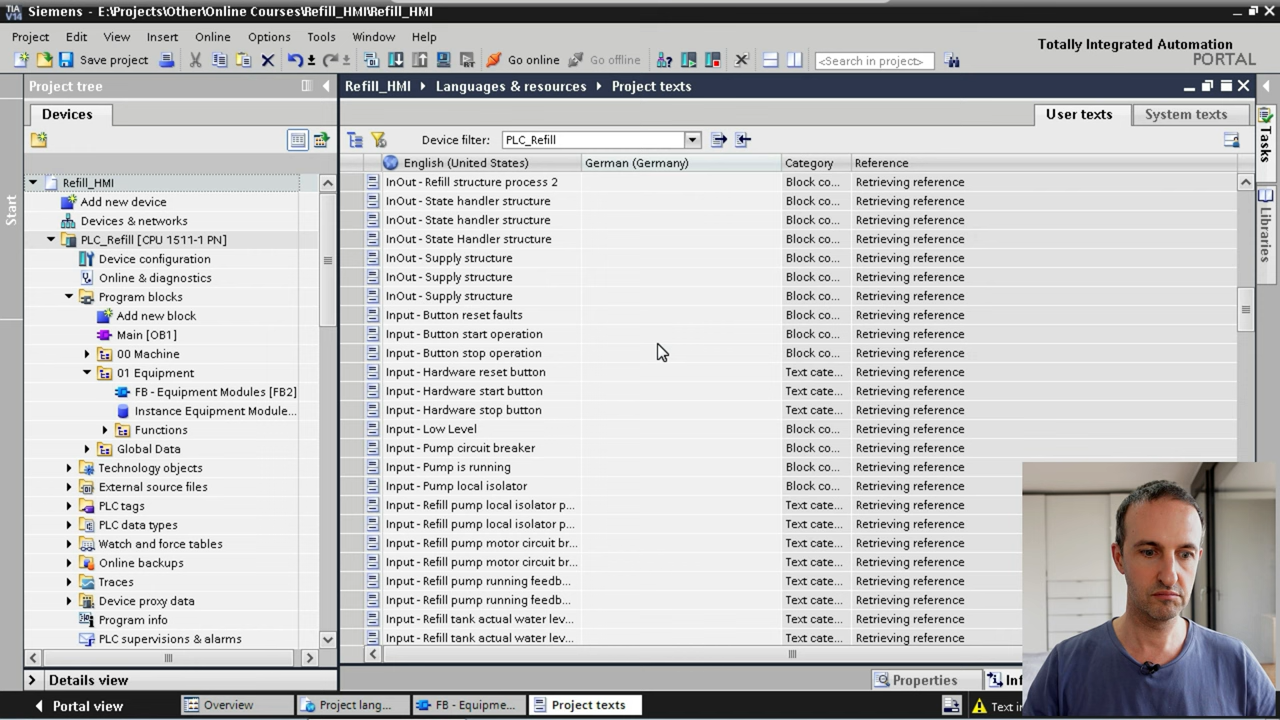 TIA V14 Siemens - E:\Projects\Other\Online Courses\Refill_HMI\Refill_HMI
Project Edit View Insert Online Options Tools Window Help
Totally Integrated Automation
PORTAL
Save project Go online Go offline <Search in project>
Project tree
Refill_HMI Languages & resources Project texts
Devices
User texts System texts
Device filter: PLC_Refill
English (United States) German (Germany) Category Reference
Start
Tasks
Libraries
Refill_HMI
Add new device
Devices & networks
PLC_Refill [CPU 1511-1 PN]
Device configuration
Online & diagnostics
Program blocks
Add new block
Main [OB1]
00 Machine
01 Equipment
FB - Equipment Modules [FB2]
Instance Equipment Module...
Functions
Global Data
Technology objects
External source files
PLC tags
PLC data types
Watch and force tables
Online backups
Traces
Device proxy data
Program info
PLC supervisions & alarms
InOut - Refill structure process 2 Block co... Retrieving reference
InOut - State handler structure Block co... Retrieving reference
InOut - State handler structure Block co... Retrieving reference
InOut - State Handler structure Block co... Retrieving reference
InOut - Supply structure Block co... Retrieving reference
InOut - Supply structure Block co... Retrieving reference
InOut - Supply structure Block co... Retrieving reference
Input - Button reset faults Block co... Retrieving reference
Input - Button start operation Block co... Retrieving reference
Input - Button stop operation Block co... Retrieving reference
Input - Hardware reset button Text cate... Retrieving reference
Input - Hardware start button Text cate... Retrieving reference
Input - Hardware stop button Text cate... Retrieving reference
Input - Low Level Block co... Retrieving reference
Input - Pump circuit breaker Block co... Retrieving reference
Input - Pump is running Block co... Retrieving reference
Input - Pump local isolator Block co... Retrieving reference
Input - Refill pump local isolator p... Text cate... Retrieving reference
Input - Refill pump local isolator p... Text cate... Retrieving reference
Input - Refill pump motor circuit br... Text cate... Retrieving reference
Input - Refill pump motor circuit br... Text cate... Retrieving reference
Input - Refill pump running feedb... Text cate... Retrieving reference
Input - Refill pump running feedb... Text cate... Retrieving reference
Input - Refill tank actual water lev... Text cate... Retrieving reference
Input - Refill tank actual water lev... Text cate... Retrieving reference
Details view
Properties Inf
Portal view Overview Project lang... FB - Equipme... Project texts Text i